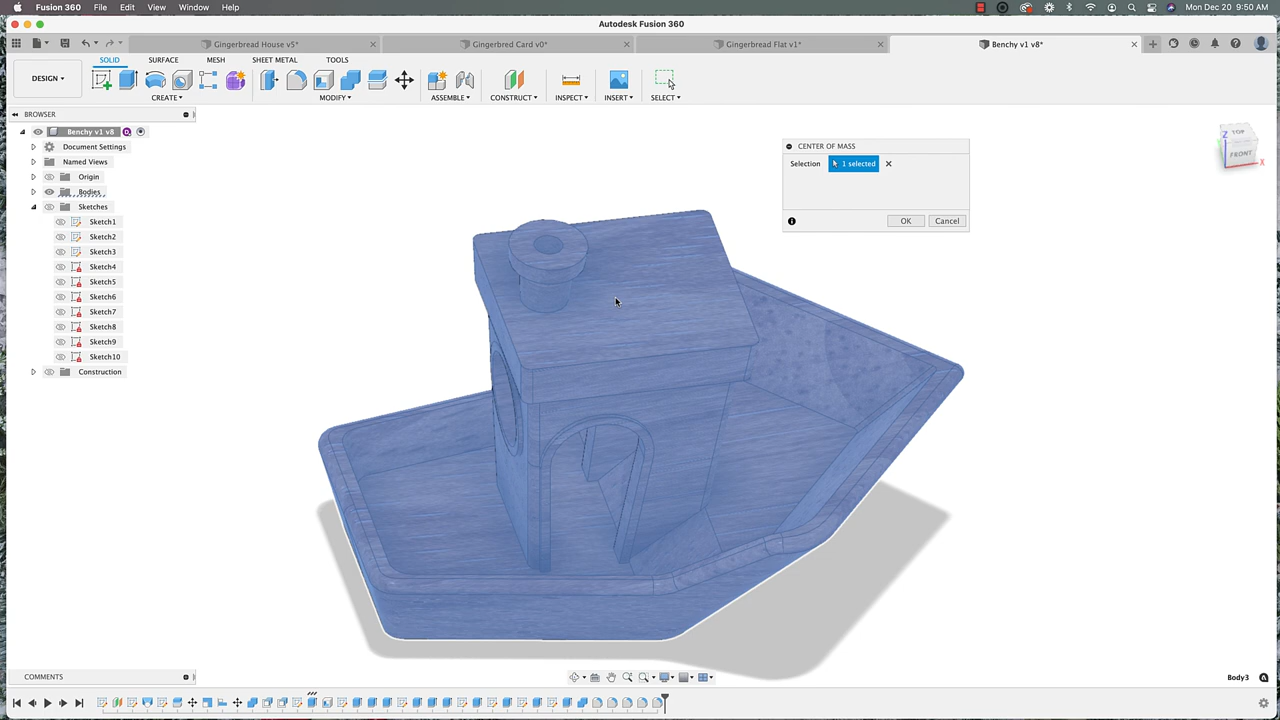 Fusion 360 File Edit View Window Help Mon Dec 20 9:50 AM
Autodesk Fusion 360
Gingerbread House v5* Gingerbred Card v0* Gingerbread Flat v1* Benchy v1 v8*
SOLID SURFACE MESH SHEET METAL TOOLS
DESIGN
CREATE MODIFY ASSEMBLE CONSTRUCT INSPECT INSERT SELECT
BROWSER
Benchy v1 v8
Document Settings
Named Views
Origin
Bodies
Sketches
Sketch1
Sketch2
Sketch3
Sketch4
Sketch5
Sketch6
Sketch7
Sketch8
Sketch9
Sketch10
Construction
CENTER OF MASS
Selection 1 selected
OK Cancel
Z TOP
FRONT X
COMMENTS
Body3